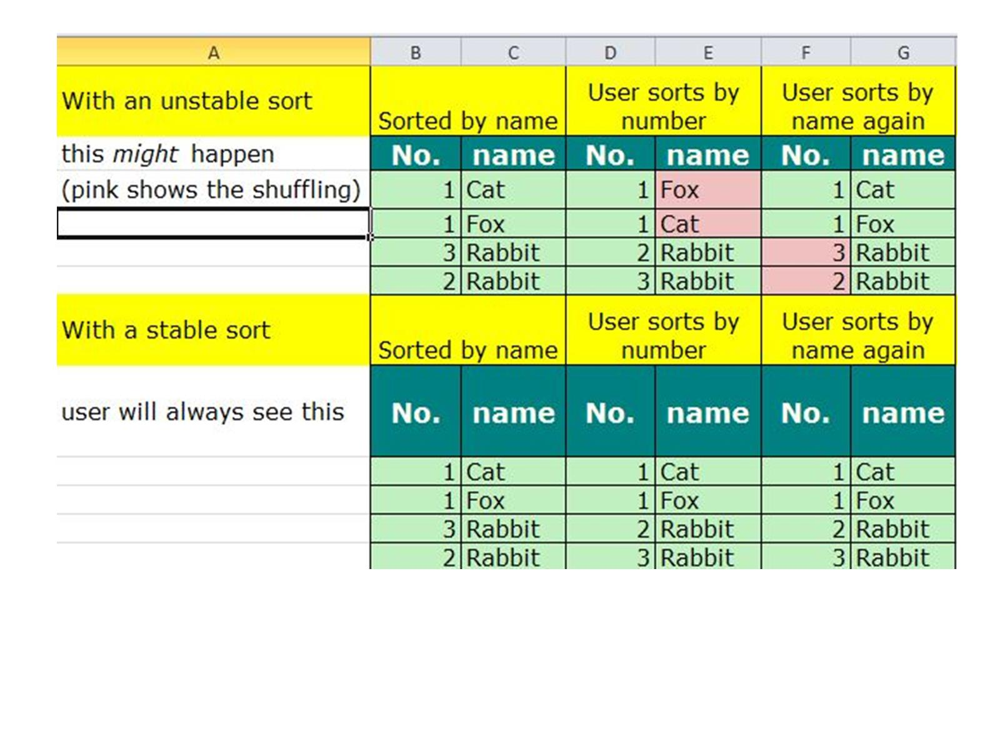 A B C D E F G
With an unstable sort Sorted by name User sorts by number User sorts by name again
this might happen No. name No. name No. name
(pink shows the shuffling) 1 Cat 1 Fox 1 Cat
1 Fox 1 Cat 1 Fox
3 Rabbit 2 Rabbit 3 Rabbit
2 Rabbit 3 Rabbit 2 Rabbit
With a stable sort Sorted by name User sorts by number User sorts by name again
user will always see this No. name No. name No. name
1 Cat 1 Cat 1 Cat
1 Fox 1 Fox 1 Fox
3 Rabbit 2 Rabbit 2 Rabbit
2 Rabbit 3 Rabbit 3 Rabbit